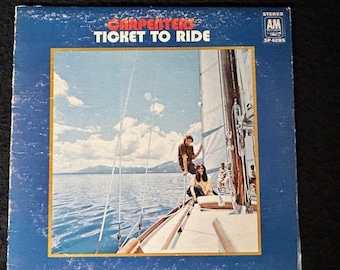 CARPENTERS
TICKET TO RIDE
STEREO
A&M
SP 4205